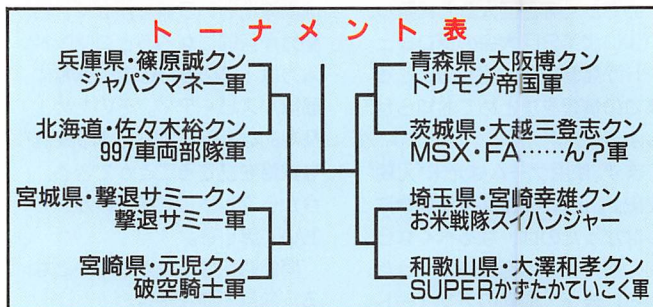 トーナメント表
兵庫県・篠原誠クン
ジャパンマネー軍
北海道・佐々木裕クン
997車両部隊軍
宮城県・撃退サミークン
撃退サミー軍
宮崎県・元児クン
破空騎士軍
青森県・大阪博クン
ドリモグ帝国軍
茨城県・大越三登志クン
MSX・FA……ん?軍
埼玉県・宮崎幸雄クン
お米戦隊スイハンジャー
和歌山県・大澤和孝クン
SUPERかずたかていこく軍